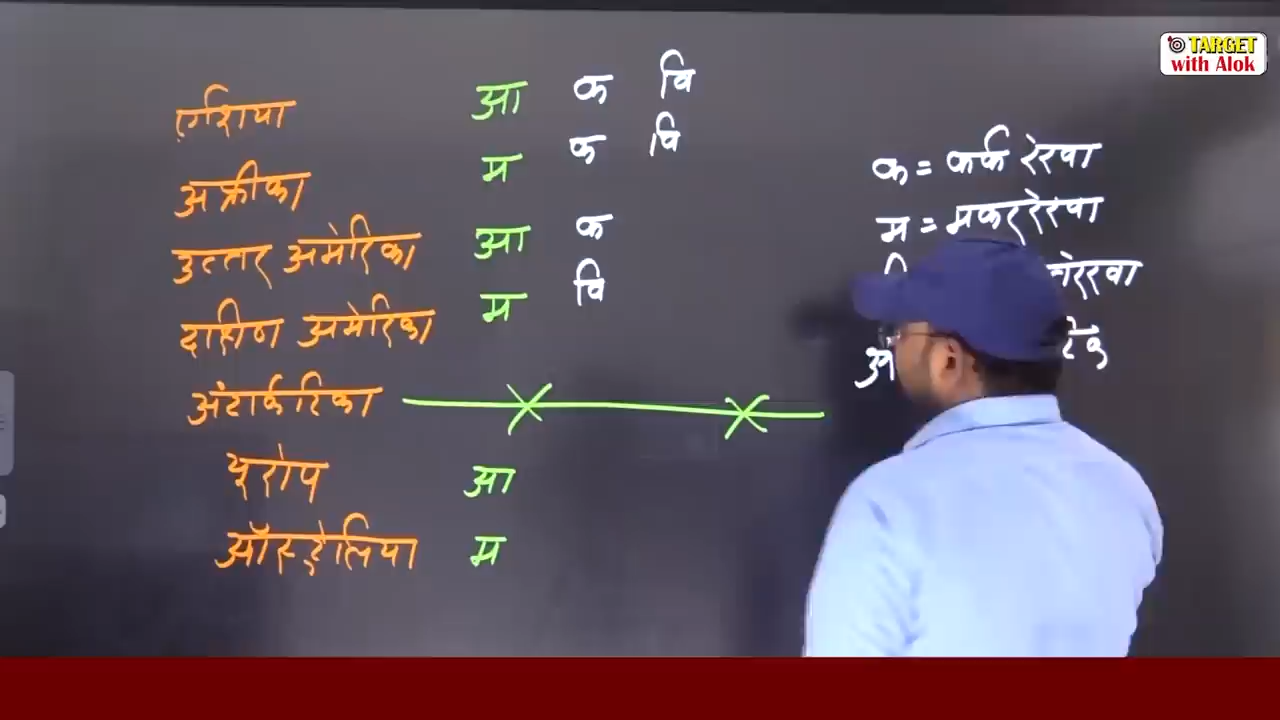 TARGET
with Alok
एशिया आ क वि
अफ्रीका म क वि
उत्तर अमेरिका आ क
दक्षिण अमेरिका म वि
अंटार्कटिका
यूरोप आ
ऑस्ट्रेलिया म
क = कर्क रेखा
म = मकर रेखा